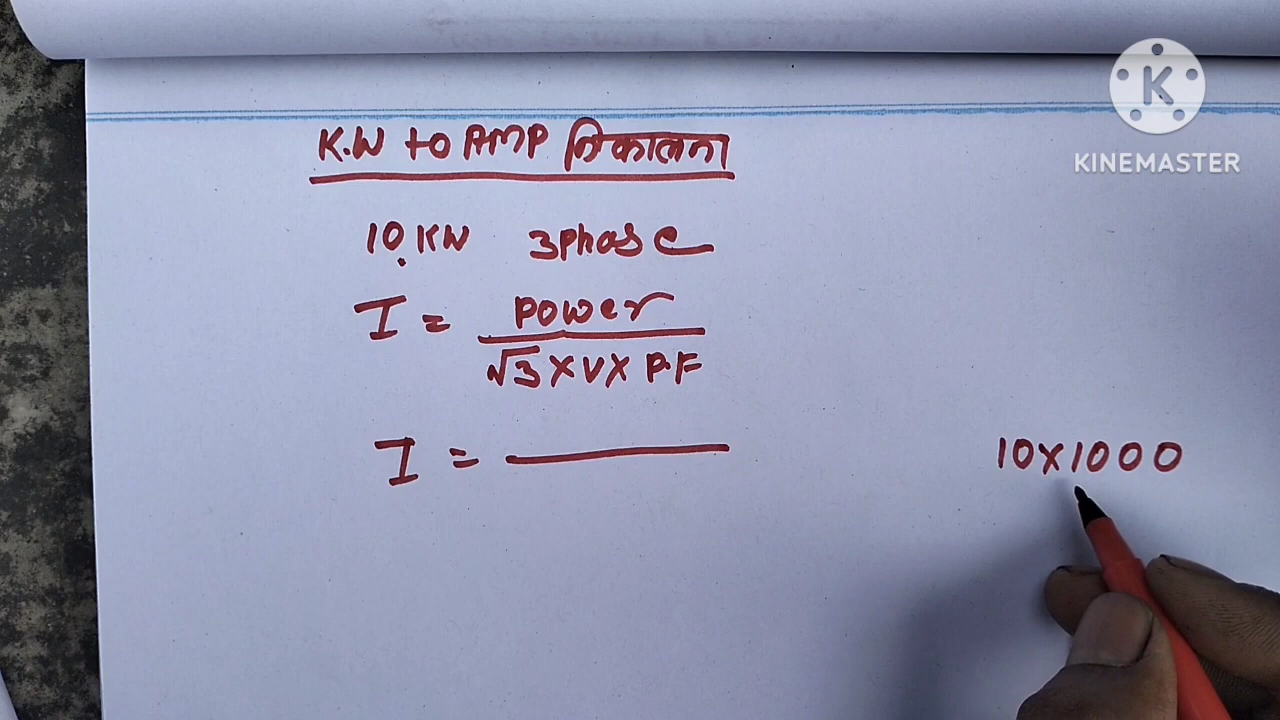 K.W to AMP निकालना
10 KW 3phase
I = power
√3 X V X P.F
I =
10X1000
KINEMASTER